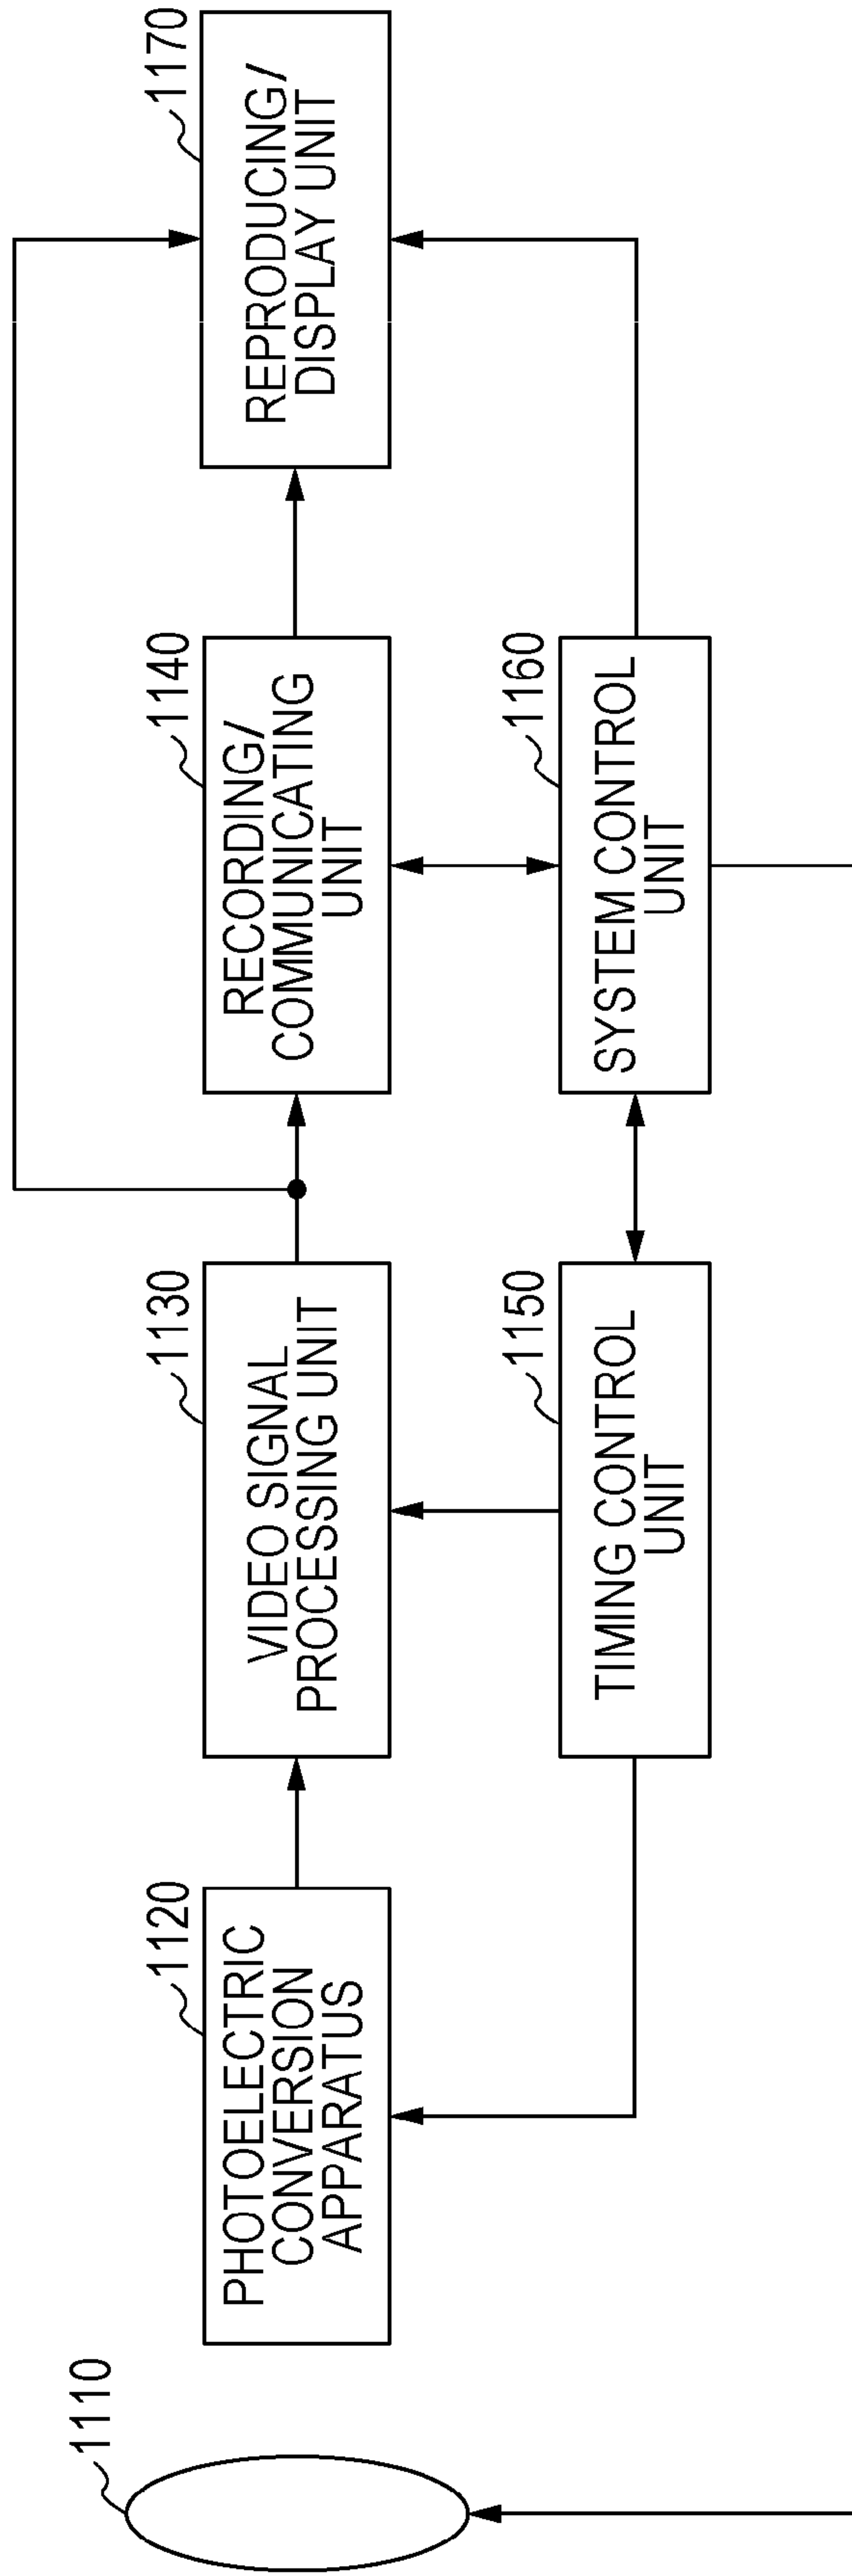 1110
1120
PHOTOELECTRIC
CONVERSION
APPARATUS
1130
VIDEO SIGNAL
PROCESSING UNIT
1140
RECORDING/
COMMUNICATING
UNIT
1170
REPRODUCING/
DISPLAY UNIT
1150
TIMING CONTROL
UNIT
1160
SYSTEM CONTROL
UNIT